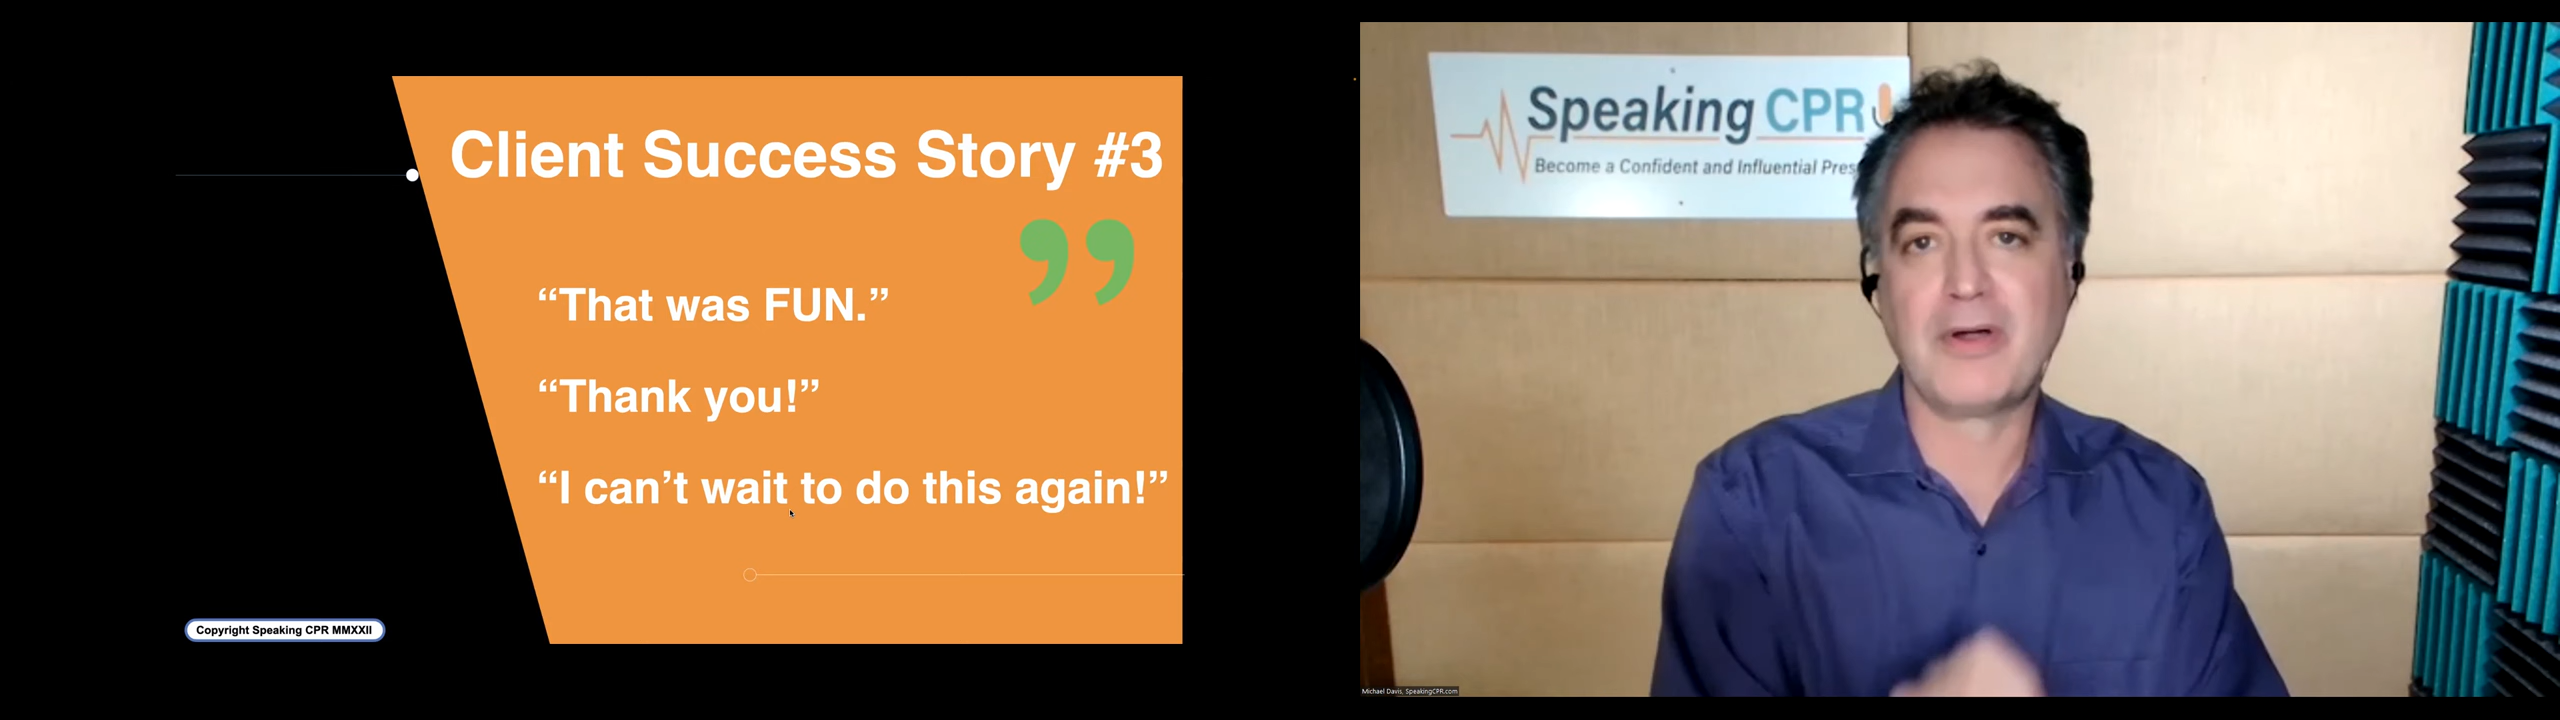 Client Success Story #3
”
“That was FUN.”
“Thank you!”
“I can’t wait to do this again!”
Copyright Speaking CPR MMXXII
Speaking CPR
Become a Confident and Influential Pres
Michael Davis, SpeakingCPR.com